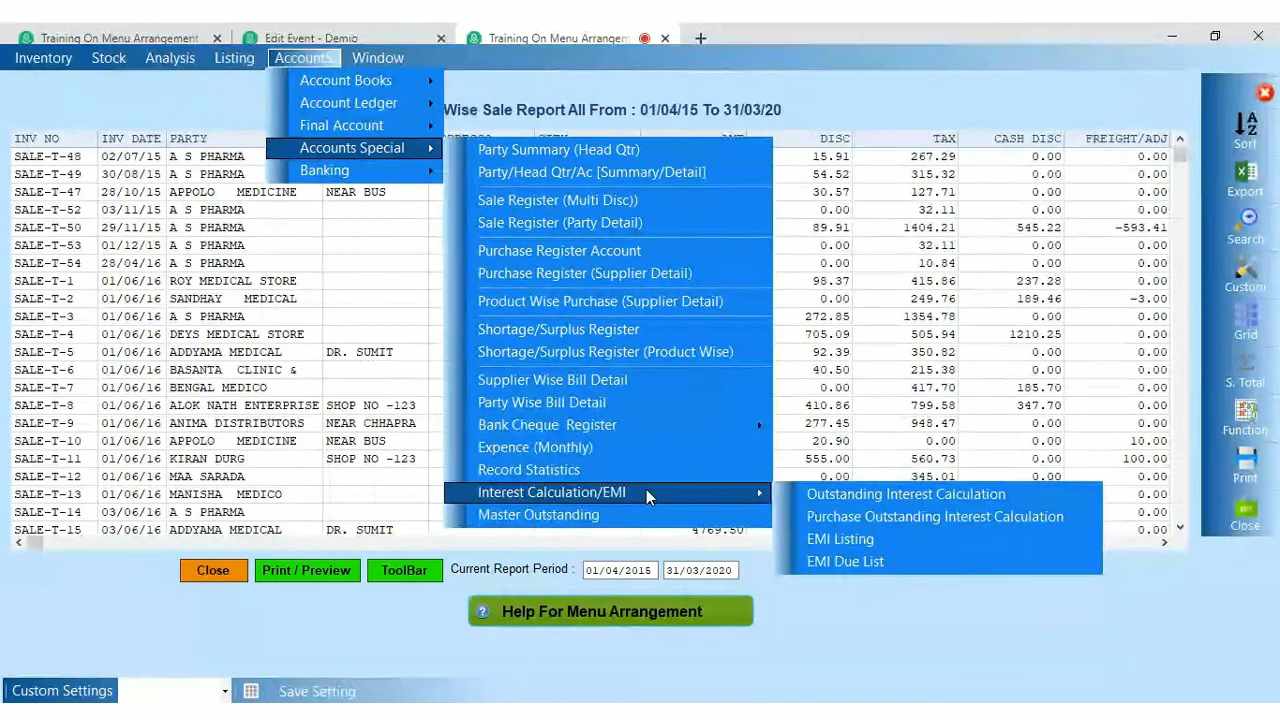 Training On Menu Arrangement
Edit Event - Demio
Training On Menu Arrangem
Inventory Stock Analysis Listing Accounts Window
Account Books
Account Ledger
Final Account
Accounts Special
Banking
Wise Sale Report All From : 01/04/15 To 31/03/20
INV NO INV DATE PARTY DISC TAX CASH DISC FREIGHT/ADJ
SALE-T-48 02/07/15 A S PHARMA 15.91 267.29 0.00 0.00
SALE-T-49 30/08/15 A S PHARMA 54.52 315.32 0.00 0.00
SALE-T-47 28/10/15 APPOLO MEDICINE NEAR BUS 30.57 127.71 0.00 0.00
SALE-T-52 03/11/15 A S PHARMA 0.00 32.11 0.00 0.00
SALE-T-50 29/11/15 A S PHARMA 89.91 1404.21 545.22 -593.41
SALE-T-53 01/12/15 A S PHARMA 0.00 32.11 0.00 0.00
SALE-T-54 28/04/16 A S PHARMA 0.00 10.84 0.00 0.00
SALE-T-1 01/06/16 ROY MEDICAL STORE 98.37 415.86 237.28 0.00
SALE-T-2 01/06/16 SANDHAY MEDICAL 0.00 249.76 189.46 -3.00
SALE-T-3 01/06/16 A S PHARMA 272.85 1354.78 0.00 0.00
SALE-T-4 01/06/16 DEYS MEDICAL STORE 705.09 505.94 1210.25 0.00
SALE-T-5 01/06/16 ADDYAMA MEDICAL DR. SUMIT 92.39 350.82 0.00 0.00
SALE-T-6 01/06/16 BASANTA CLINIC & 40.50 215.38 0.00 0.00
SALE-T-7 01/06/16 BENGAL MEDICO 0.00 417.70 185.70 0.00
SALE-T-8 01/06/16 ALOK NATH ENTERPRISE SHOP NO -123 410.86 799.58 347.70 0.00
SALE-T-9 01/06/16 ANIMA DISTRIBUTORS NEAR CHHAPRA 277.45 948.47 0.00 0.00
SALE-T-10 01/06/16 APPOLO MEDICINE NEAR BUS 20.90 0.00 0.00 10.00
SALE-T-11 01/06/16 KIRAN DURG SHOP NO -123 555.00 560.73 0.00 100.00
SALE-T-12 01/06/16 MAA SARADA 0.00 345.01 0.00 0.00
SALE-T-13 01/06/16 MANISHA MEDICO 0.00
SALE-T-14 03/06/16 A S PHARMA 0.00
SALE-T-15 03/06/16 ADDYAMA MEDICAL DR. SUMIT 4769.50 0.00
Party Summary (Head Qtr)
Party/Head Qtr/Ac [Summary/Detail]
Sale Register (Multi Disc))
Sale Register (Party Detail)
Purchase Register Account
Purchase Register (Supplier Detail)
Product Wise Purchase (Supplier Detail)
Shortage/Surplus Register
Shortage/Surplus Register (Product Wise)
Supplier Wise Bill Detail
Party Wise Bill Detail
Bank Cheque Register
Expence (Monthly)
Record Statistics
Interest Calculation/EMI
Master Outstanding
Outstanding Interest Calculation
Purchase Outstanding Interest Calculation
EMI Listing
EMI Due List
Sort
Export
Search
Custom
Grid
S. Total
Function
Print
Close
Close Print / Preview ToolBar Current Report Period : 01/04/2015 31/03/2020
Help For Menu Arrangement
Custom Settings Save Setting